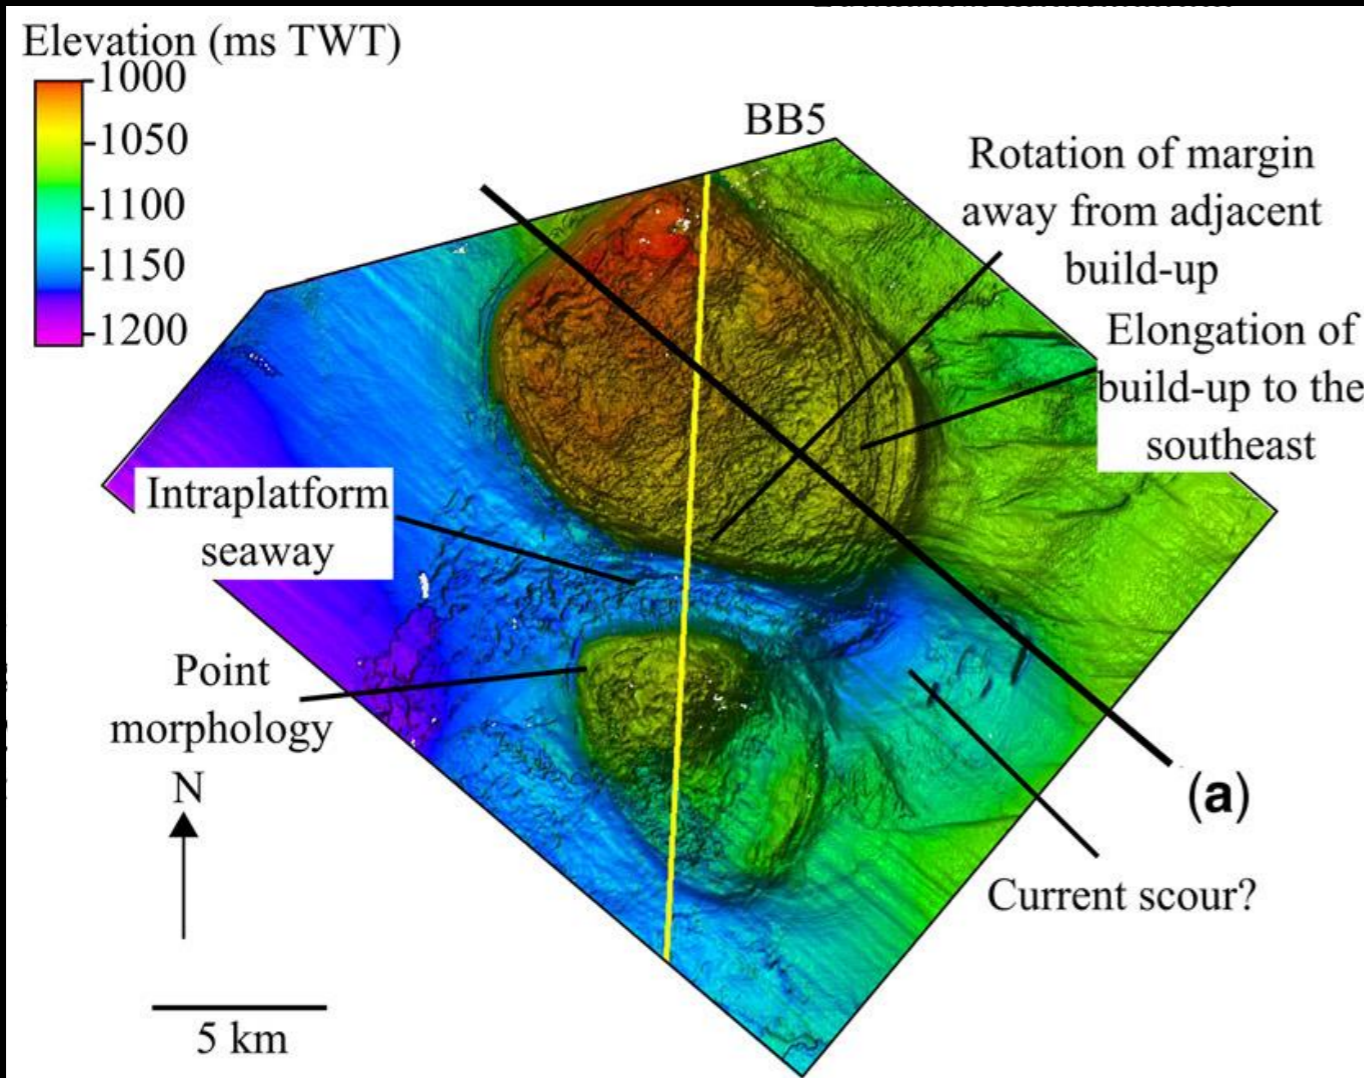 Elevation (ms TWT)
1000
1050
1100
1150
1200
BB5
Rotation of margin
away from adjacent
build-up
Elongation of
build-up to the
southeast
Intraplatform
seaway
Point
morphology
N
(a)
Current scour?
5 km